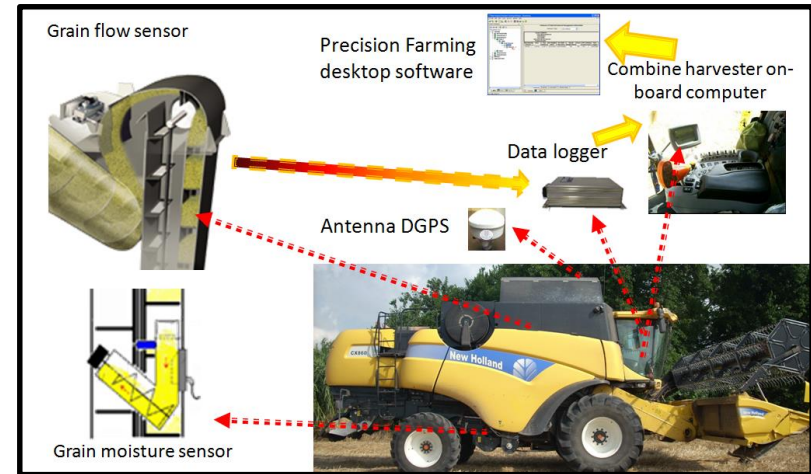 Grain flow sensor
Precision Farming
desktop software
Combine harvester on-
board computer
Data logger
Antenna DGPS
New Holland
Grain moisture sensor